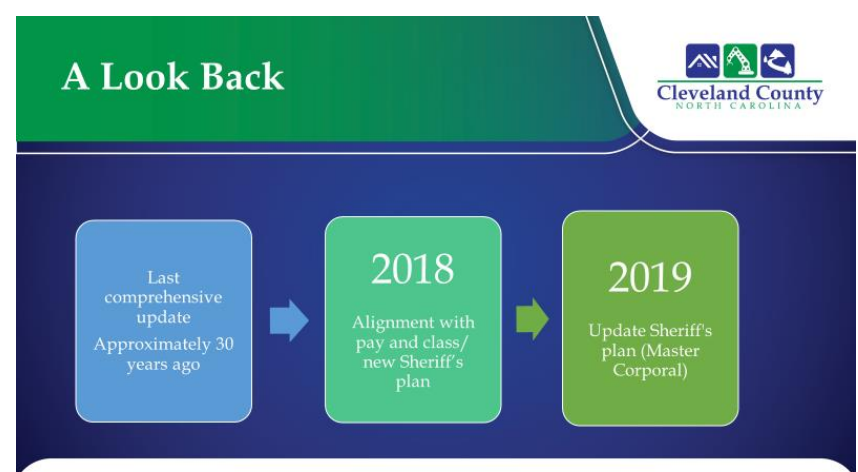 A Look Back
Cleveland County
NORTH CAROLINA
Last
comprehensive
update
Approximately 30
years ago
2018
Alignment with
pay and class/
new Sheriff’s
plan
2019
Update Sheriff's
plan (Master
Corporal)